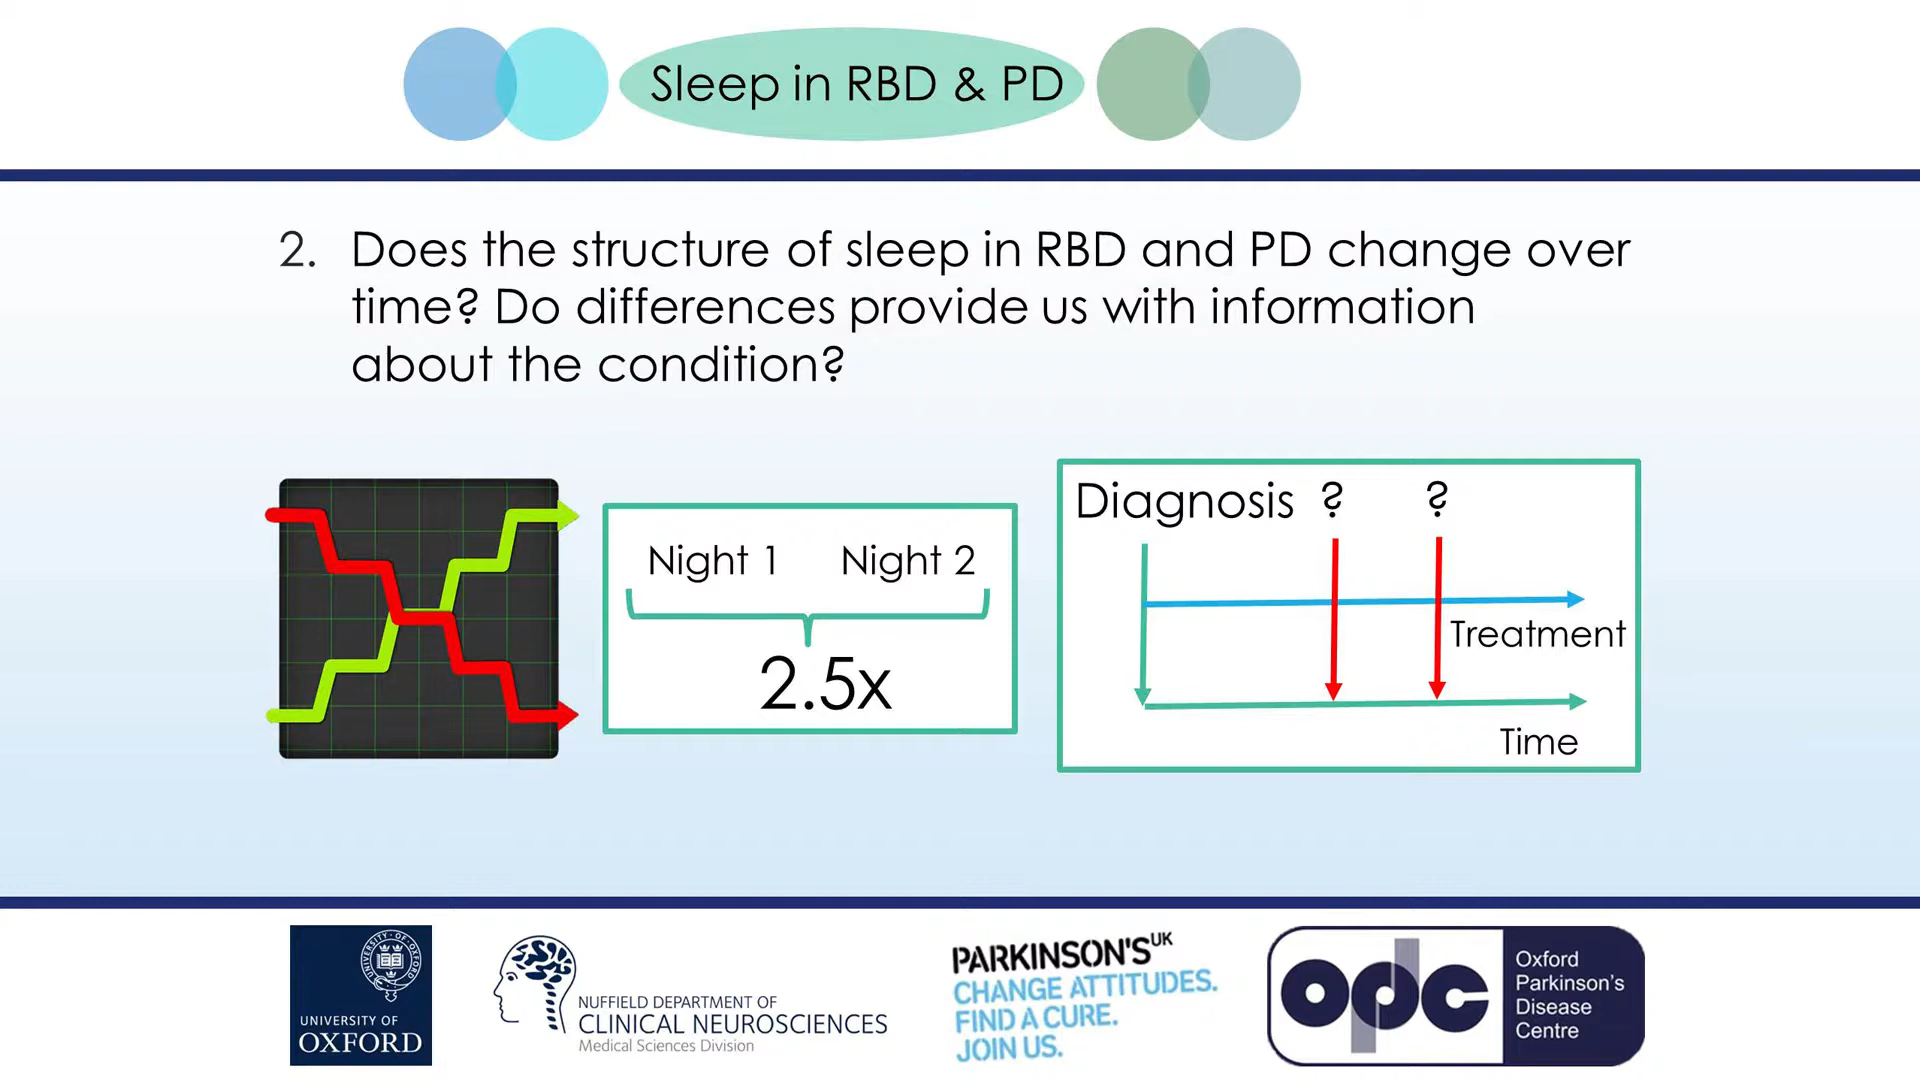 Sleep in RBD & PD
2. Does the structure of sleep in RBD and PD change over
time? Do differences provide us with information
about the condition?
Night 1 Night 2
2.5x
Diagnosis ? ?
Treatment
Time
UNIVERSITY OF
OXFORD
NUFFIELD DEPARTMENT OF
CLINICAL NEUROSCIENCES
Medical Sciences Division
PARKINSON'S UK
CHANGE ATTITUDES.
FIND A CURE.
JOIN US.
opdc
Oxford
Parkinson's
Disease
Centre